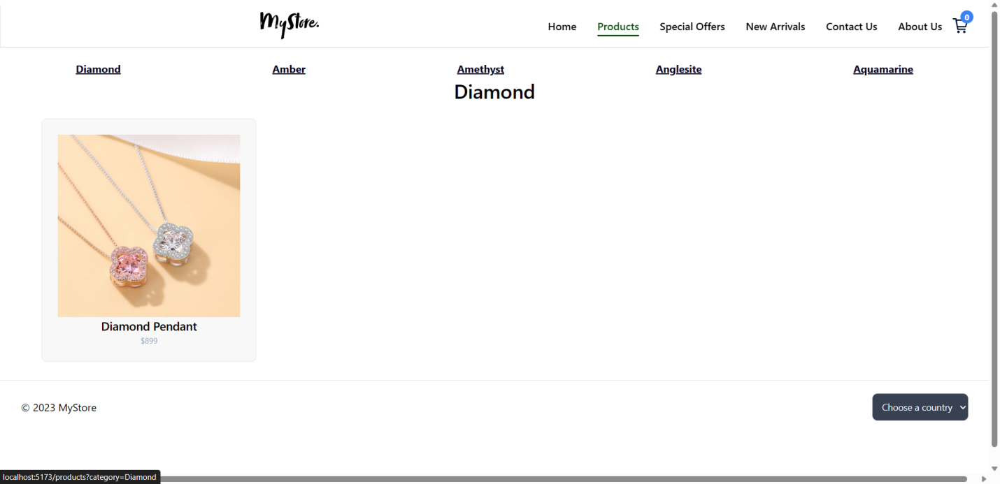 MyStore.
Home Products Special Offers New Arrivals Contact Us About Us 0
Diamond Amber Amethyst Anglesite Aquamarine
Diamond
Diamond Pendant
$899
© 2023 MyStore Choose a country
localhost:5173/products?category=Diamond